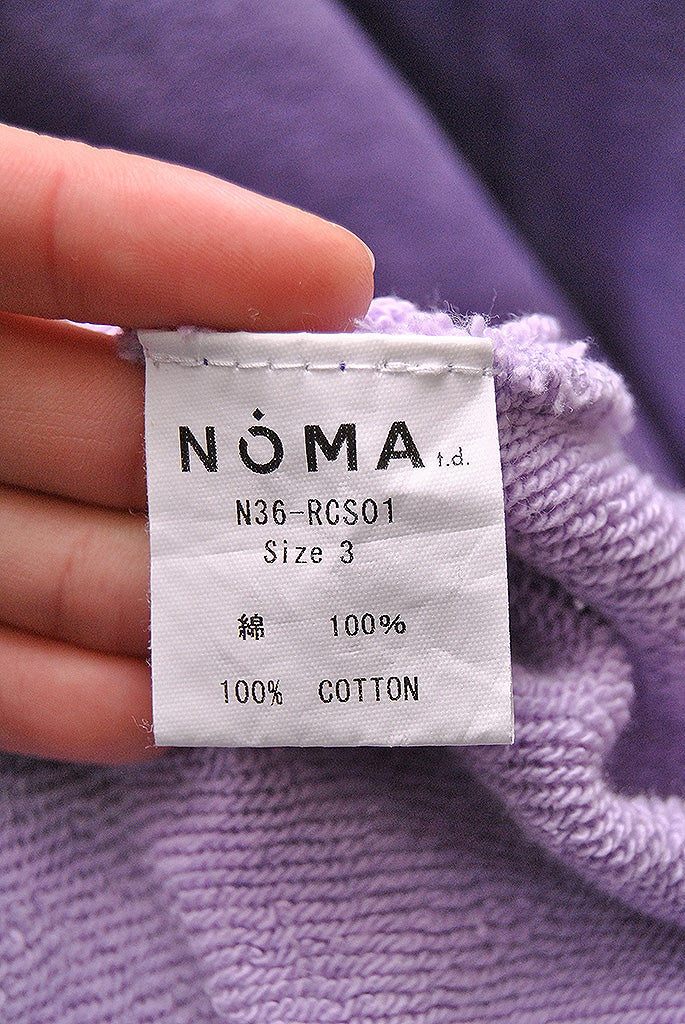 NOMA t.d.
N36-RCS01
Size 3
綿 100%
100% COTTON